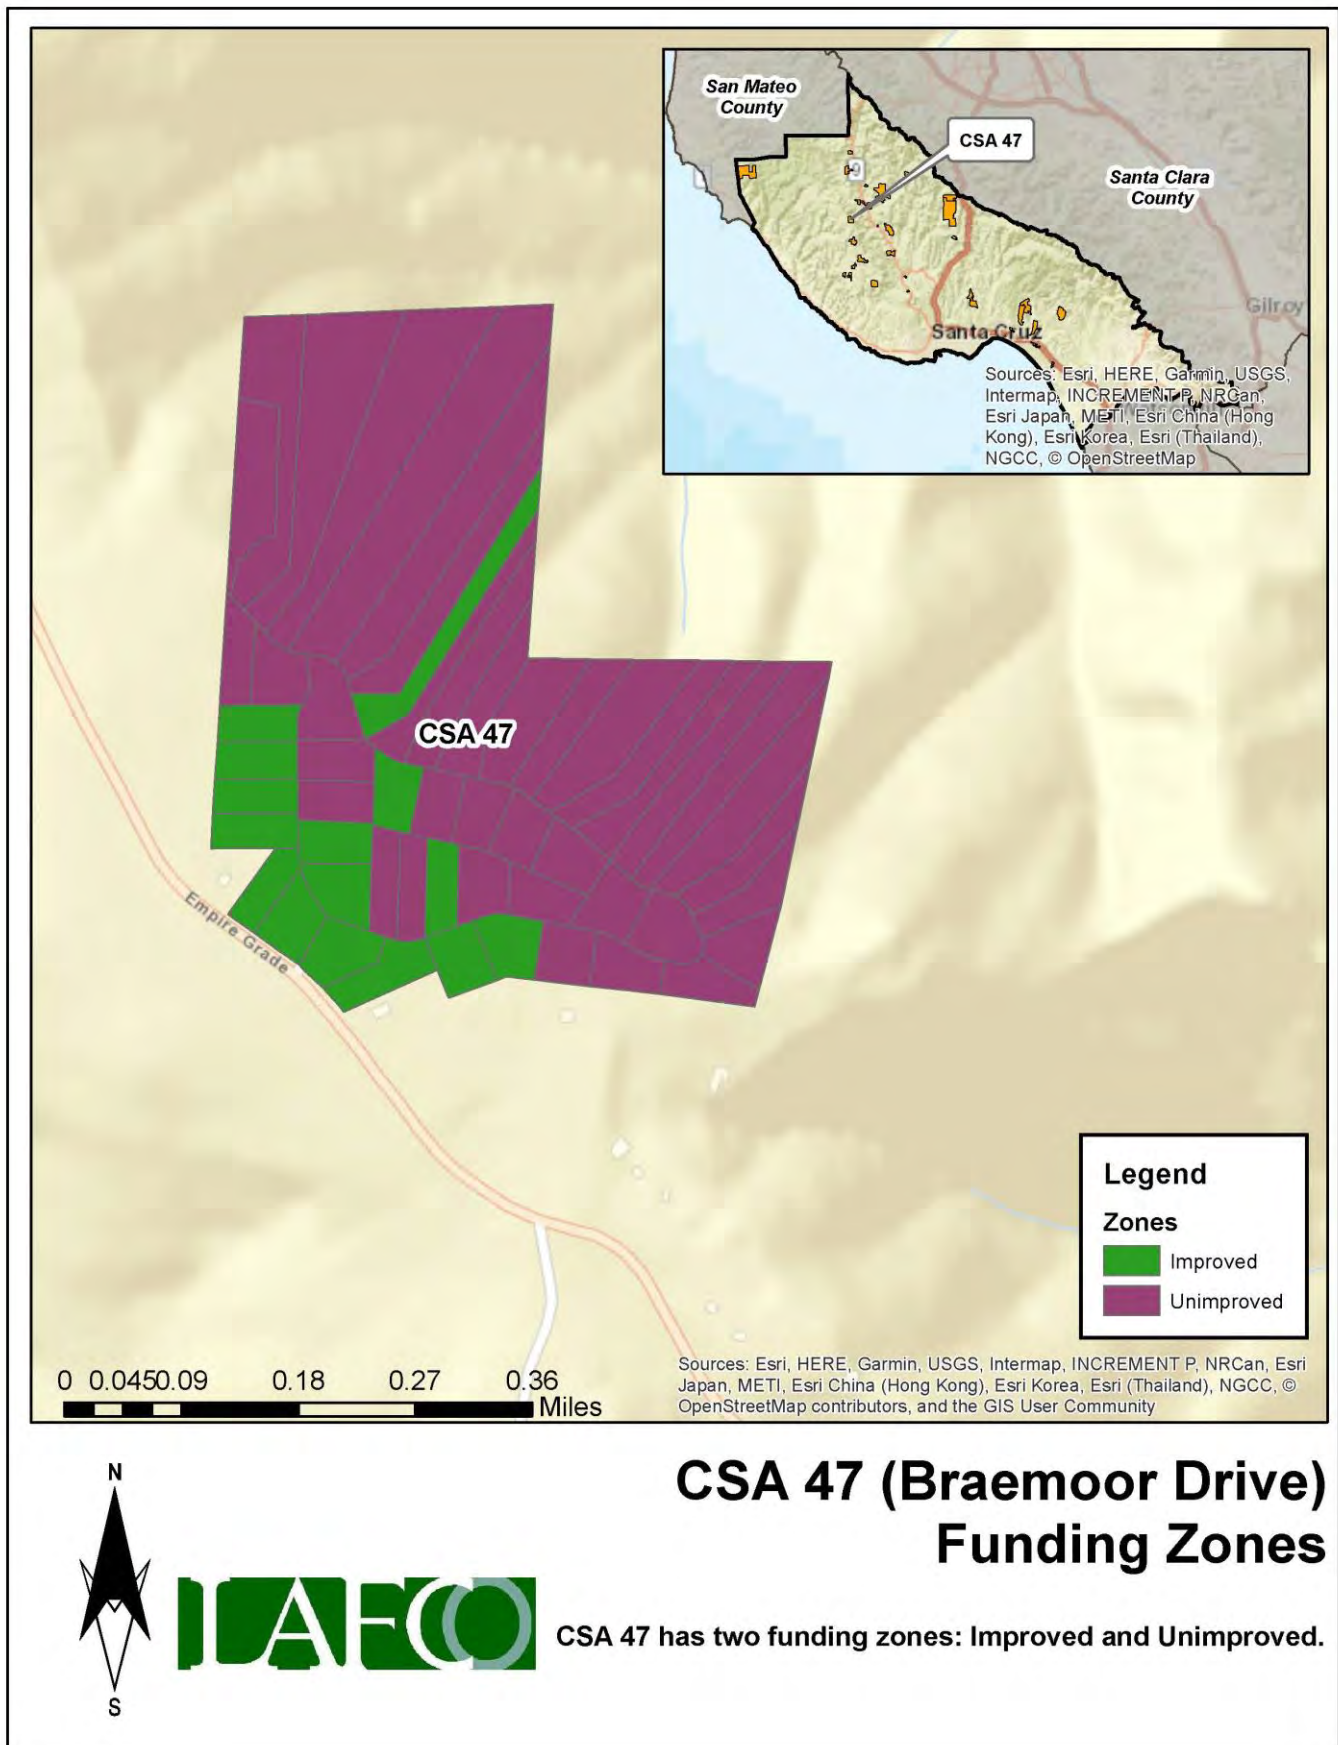 San Mateo
County
CSA 47
9
Santa Clara
County
Gilroy
Santa Cruz
Sources: Esri, HERE, Garmin, USGS,
Intermap, INCREMENT P, NRCan,
Esri Japan, METI, Esri China (Hong
Kong), Esri Korea, Esri (Thailand),
NGCC, © OpenStreetMap
CSA 47
Empire Grade
Legend
Zones
Improved
Unimproved
0 0.045 0.09 0.18 0.27 0.36
Miles
Sources: Esri, HERE, Garmin, USGS, Intermap, INCREMENT P, NRCan, Esri
Japan, METI, Esri China (Hong Kong), Esri Korea, Esri (Thailand), NGCC, ©
OpenStreetMap contributors, and the GIS User Community
CSA 47 (Braemoor Drive)
Funding Zones
N
S
LAFCO
CSA 47 has two funding zones: Improved and Unimproved.